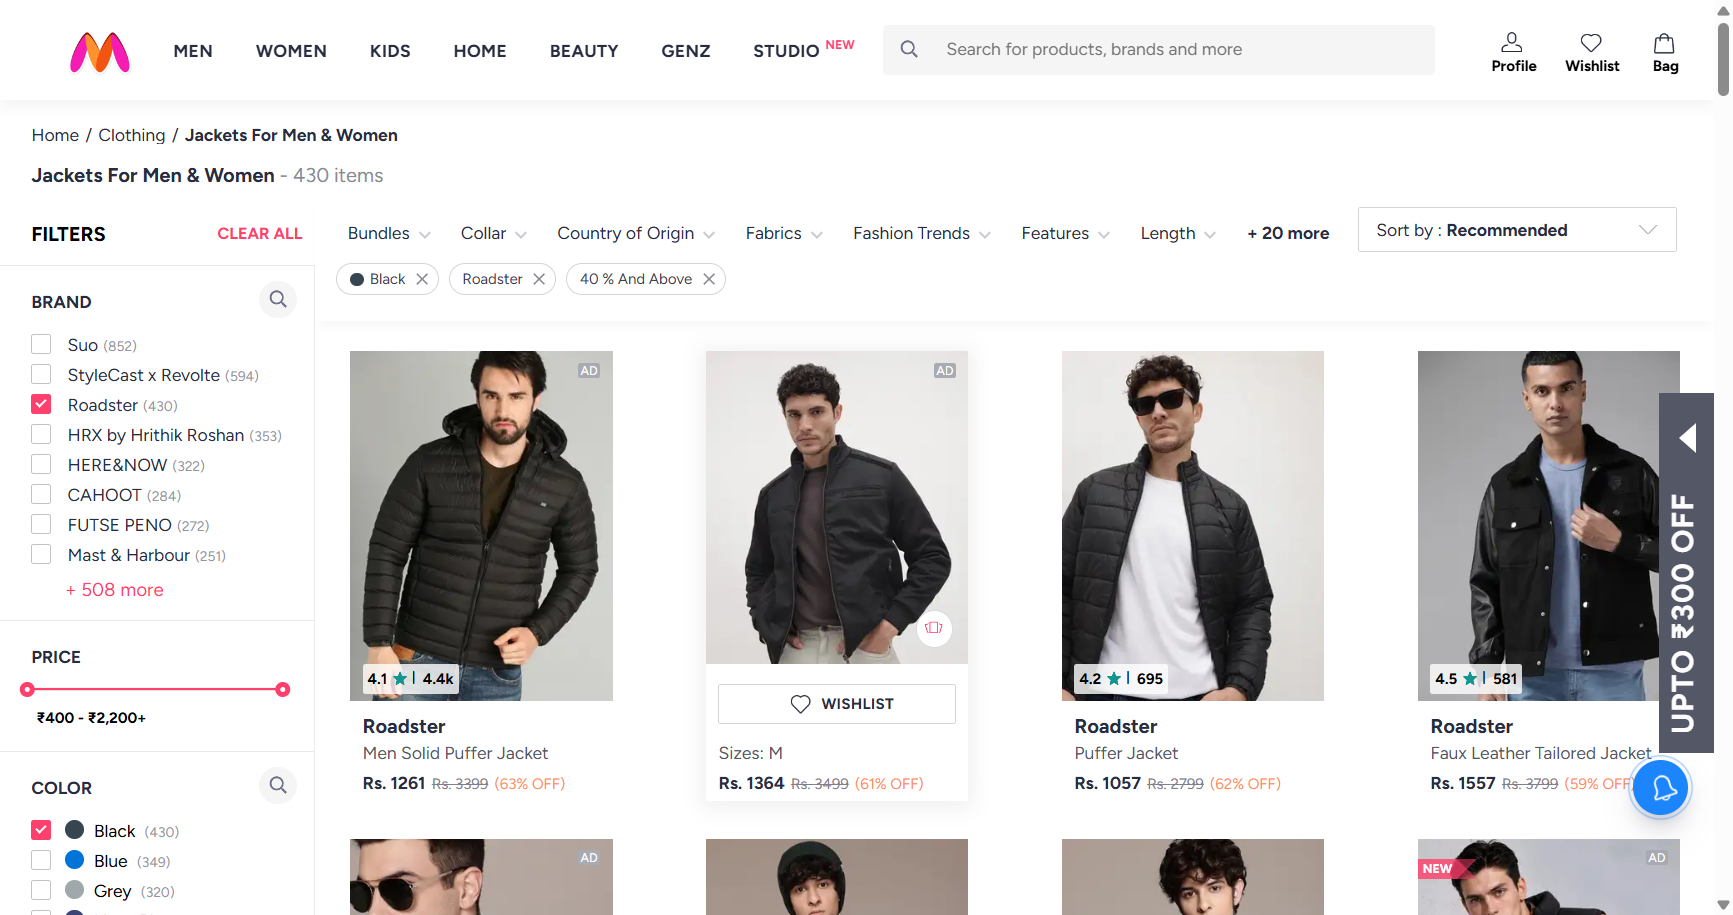 MEN WOMEN KIDS HOME BEAUTY GENZ STUDIO NEW
Search for products, brands and more
Profile Wishlist Bag
Home / Clothing / Jackets For Men & Women
Jackets For Men & Women - 430 items
FILTERS CLEAR ALL
Bundles Collar Country of Origin Fabrics Fashion Trends Features Length + 20 more
Sort by : Recommended
Black Roadster 40 % And Above
BRAND
Suo (852)
StyleCast x Revolte (594)
Roadster (430)
HRX by Hrithik Roshan (353)
HERE&NOW (322)
CAHOOT (284)
FUTSE PENO (272)
Mast & Harbour (251)
+ 508 more
PRICE
₹400 - ₹2,200+
COLOR
Black (430)
Blue (349)
Grey (320)
AD
4.1 | 4.4k
Roadster
Men Solid Puffer Jacket
Rs. 1261 Rs. 3399 (63% OFF)
AD
WISHLIST
Sizes: M
Rs. 1364 Rs. 3499 (61% OFF)
4.2 | 695
Roadster
Puffer Jacket
Rs. 1057 Rs. 2799 (62% OFF)
4.5 | 581
Roadster
Faux Leather Tailored Jacket
Rs. 1557 Rs. 3799 (59% OFF)
UPTO ₹300 OFF
AD
NEW
AD